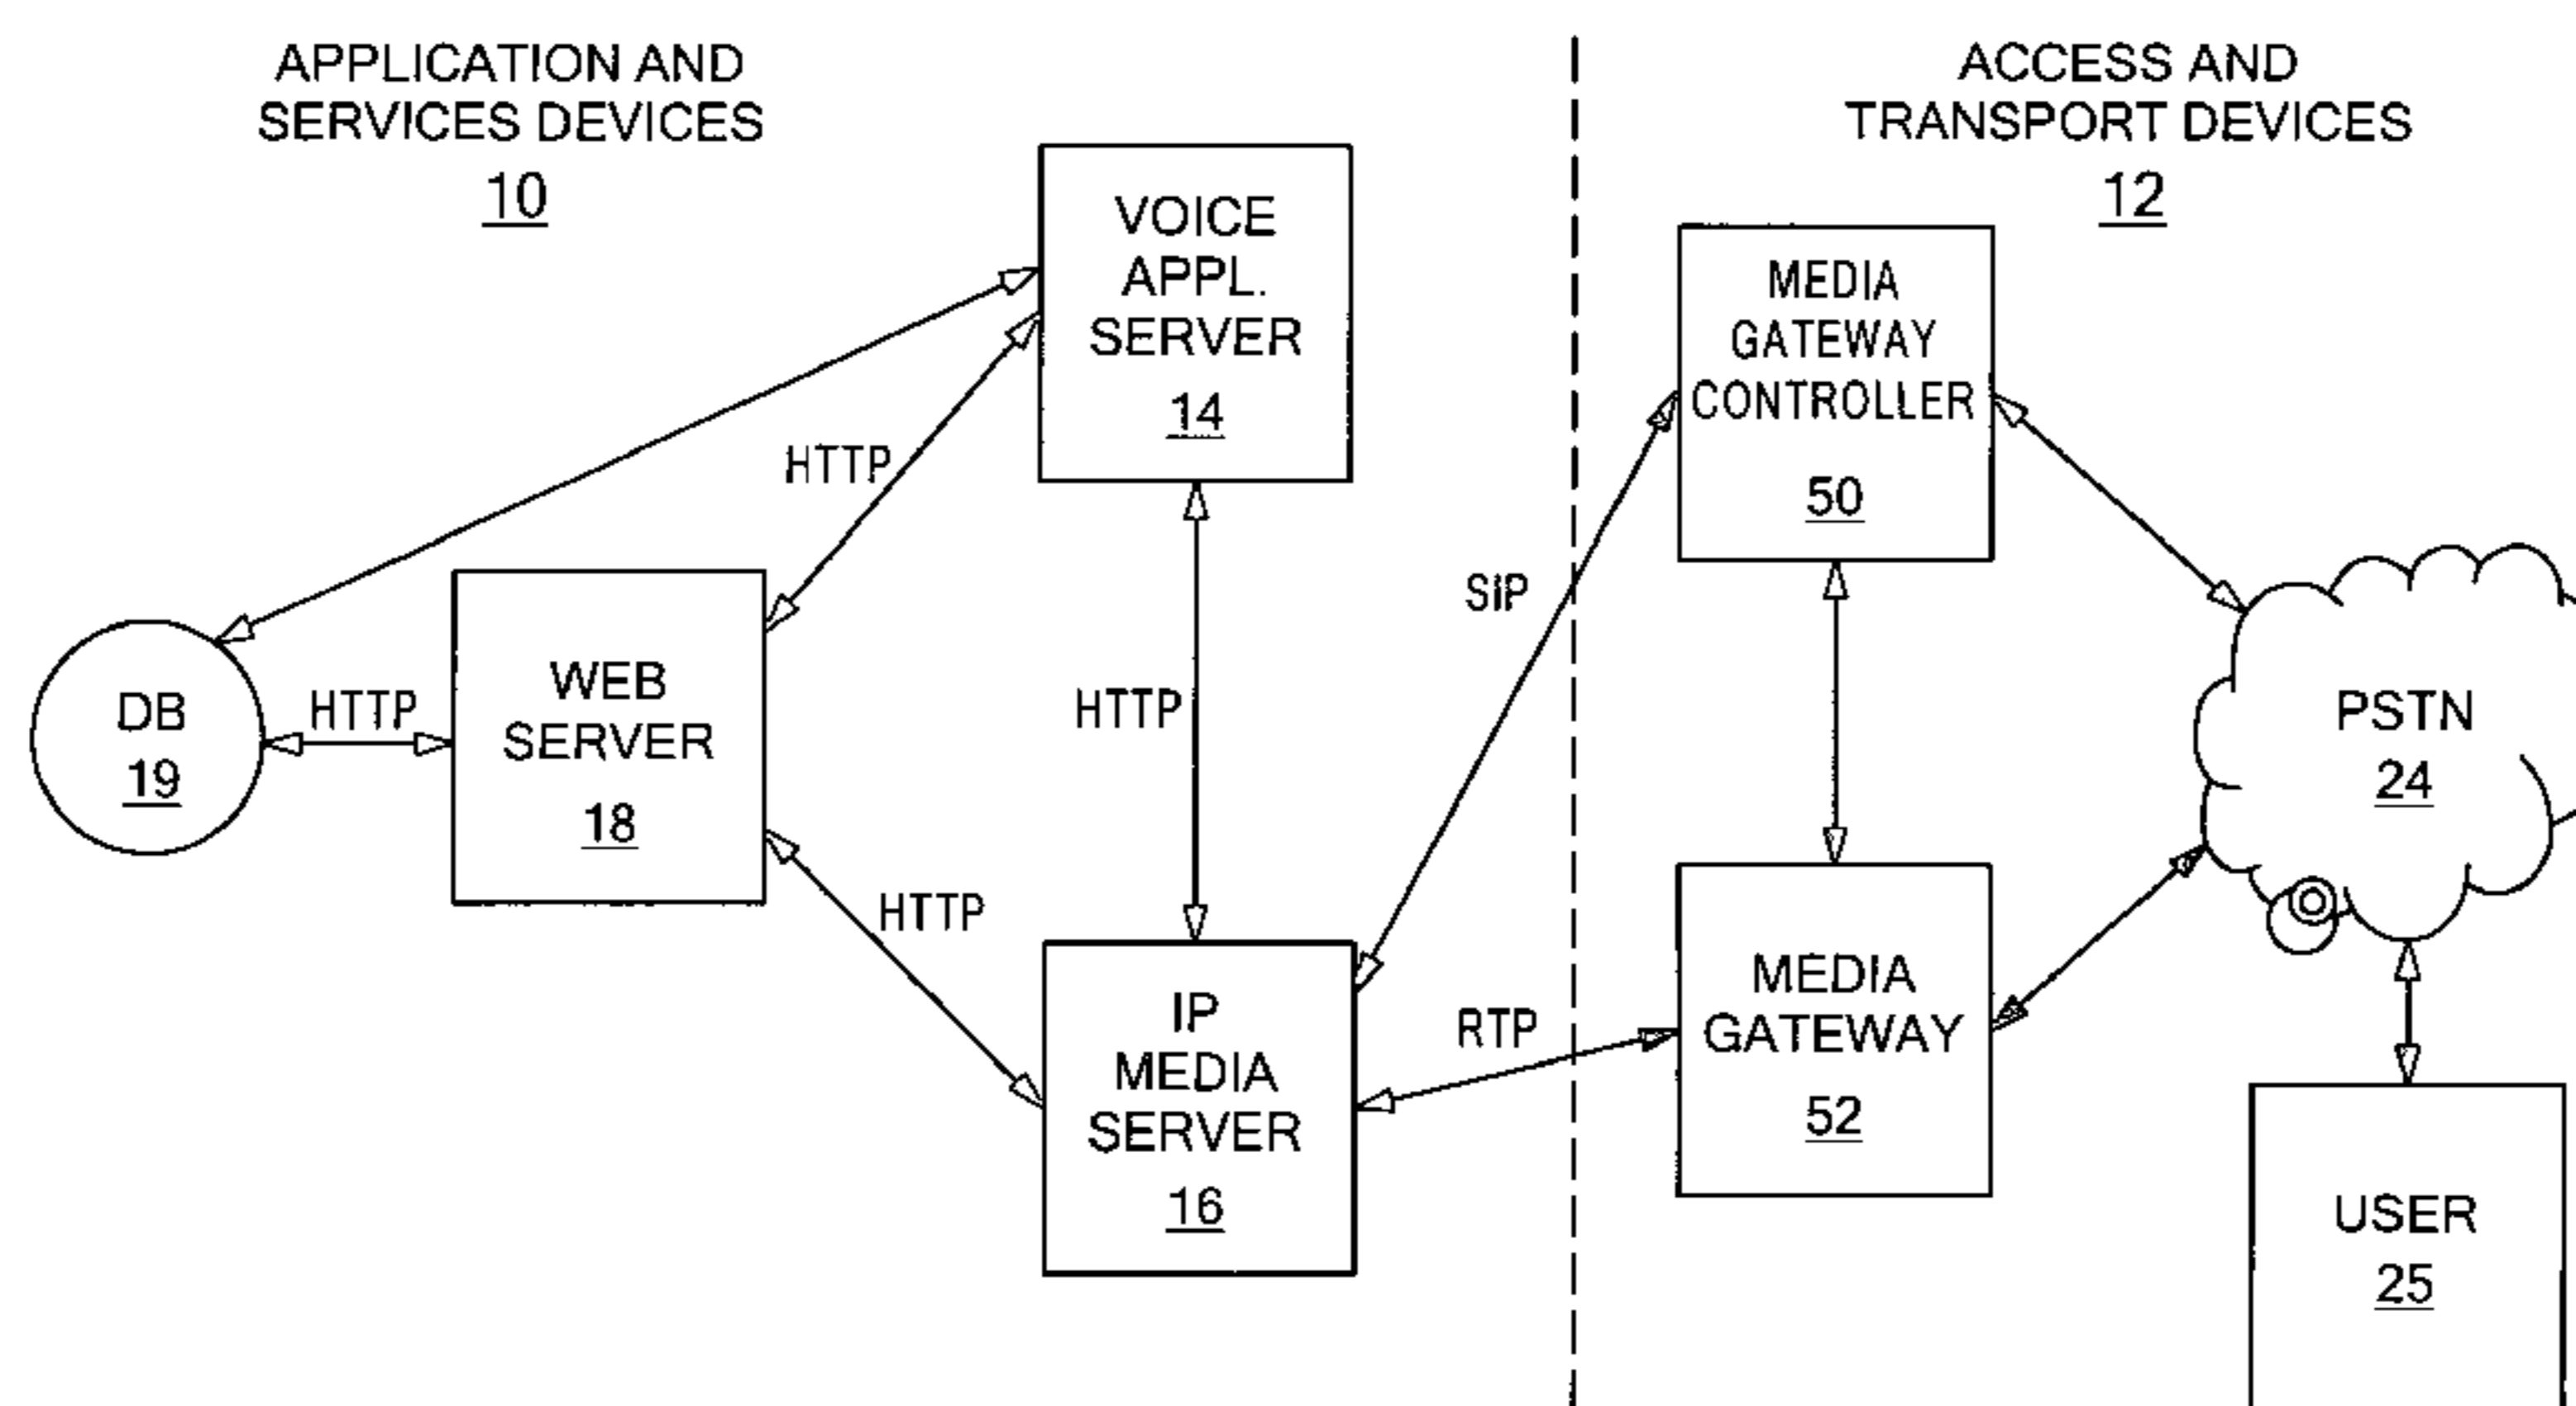 APPLICATION AND
SERVICES DEVICES
10
ACCESS AND
TRANSPORT DEVICES
12
VOICE
APPL.
SERVER
14
MEDIA
GATEWAY
CONTROLLER
50
HTTP
SIP
DB
19
HTTP
WEB
SERVER
18
HTTP
PSTN
24
HTTP
IP
MEDIA
SERVER
16
RTP
MEDIA
GATEWAY
52
USER
25